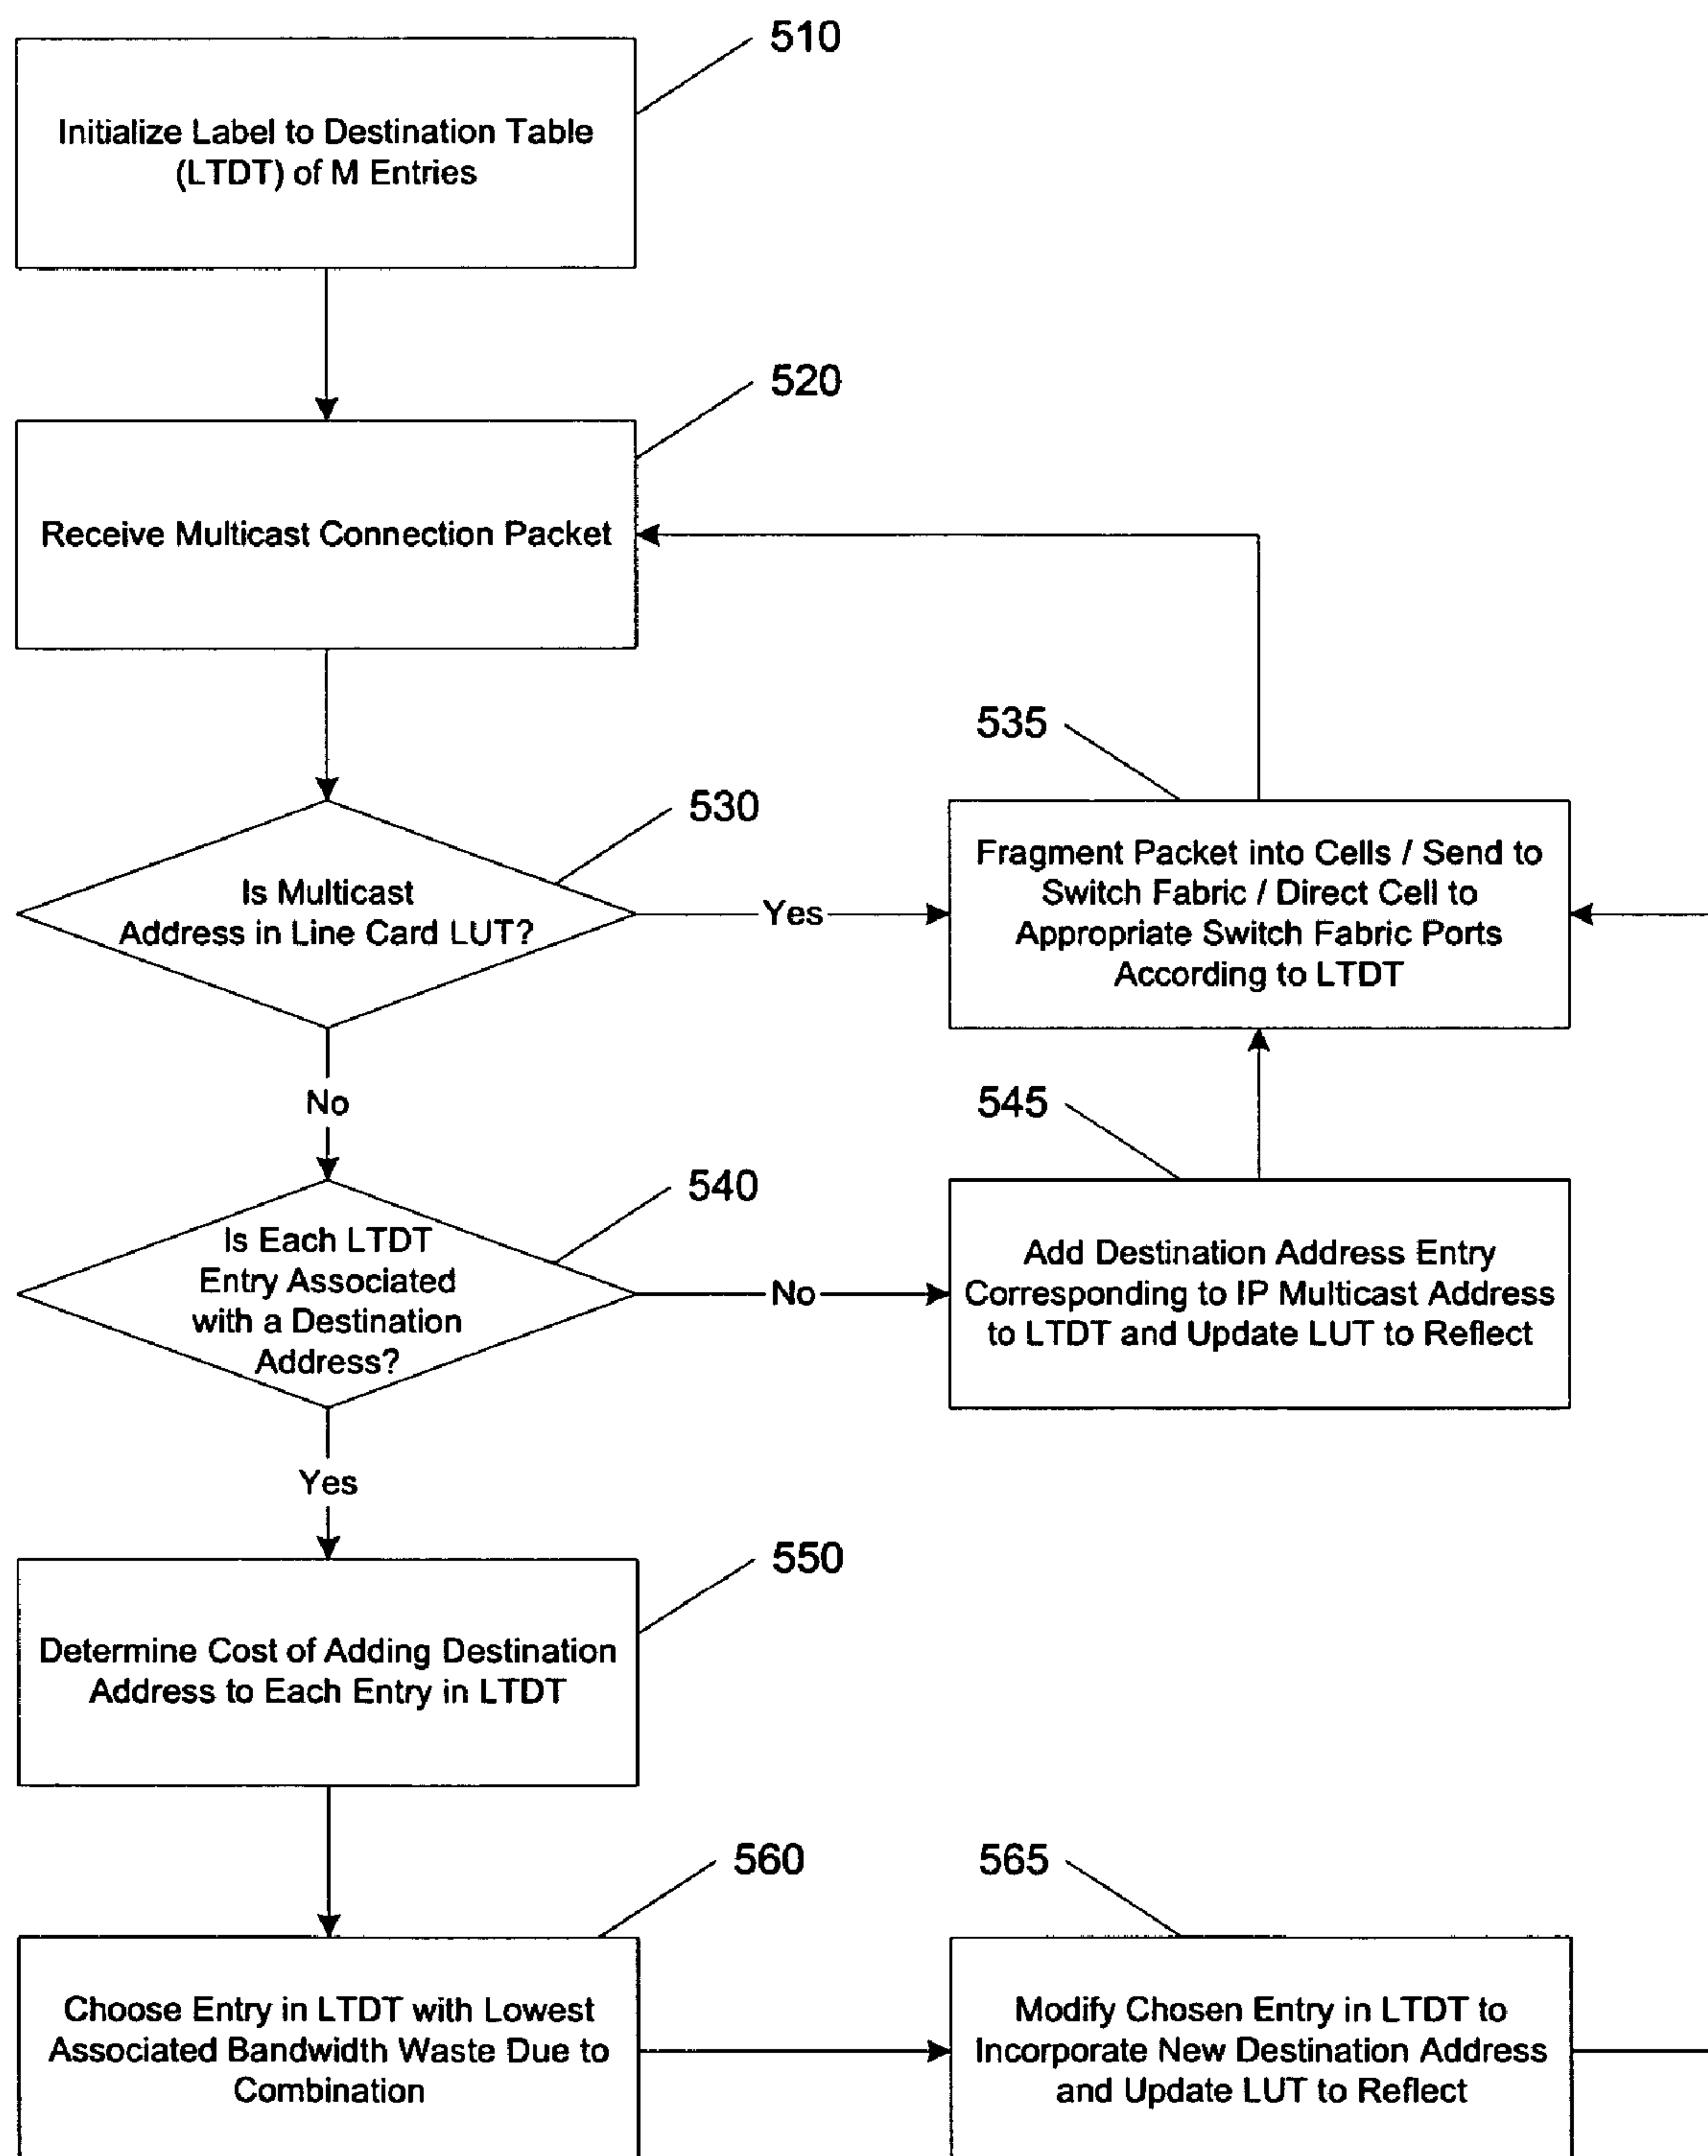 510
Initialize Label to Destination Table
(LTDT) of M Entries
520
Receive Multicast Connection Packet
530
Is Multicast
Address in Line Card LUT?
Yes
535
Fragment Packet into Cells / Send to
Switch Fabric / Direct Cell to
Appropriate Switch Fabric Ports
According to LTDT
No
540
Is Each LTDT
Entry Associated
with a Destination
Address?
No
545
Add Destination Address Entry
Corresponding to IP Multicast Address
to LTDT and Update LUT to Reflect
Yes
550
Determine Cost of Adding Destination
Address to Each Entry in LTDT
560
Choose Entry in LTDT with Lowest
Associated Bandwidth Waste Due to
Combination
565
Modify Chosen Entry in LTDT to
Incorporate New Destination Address
and Update LUT to Reflect